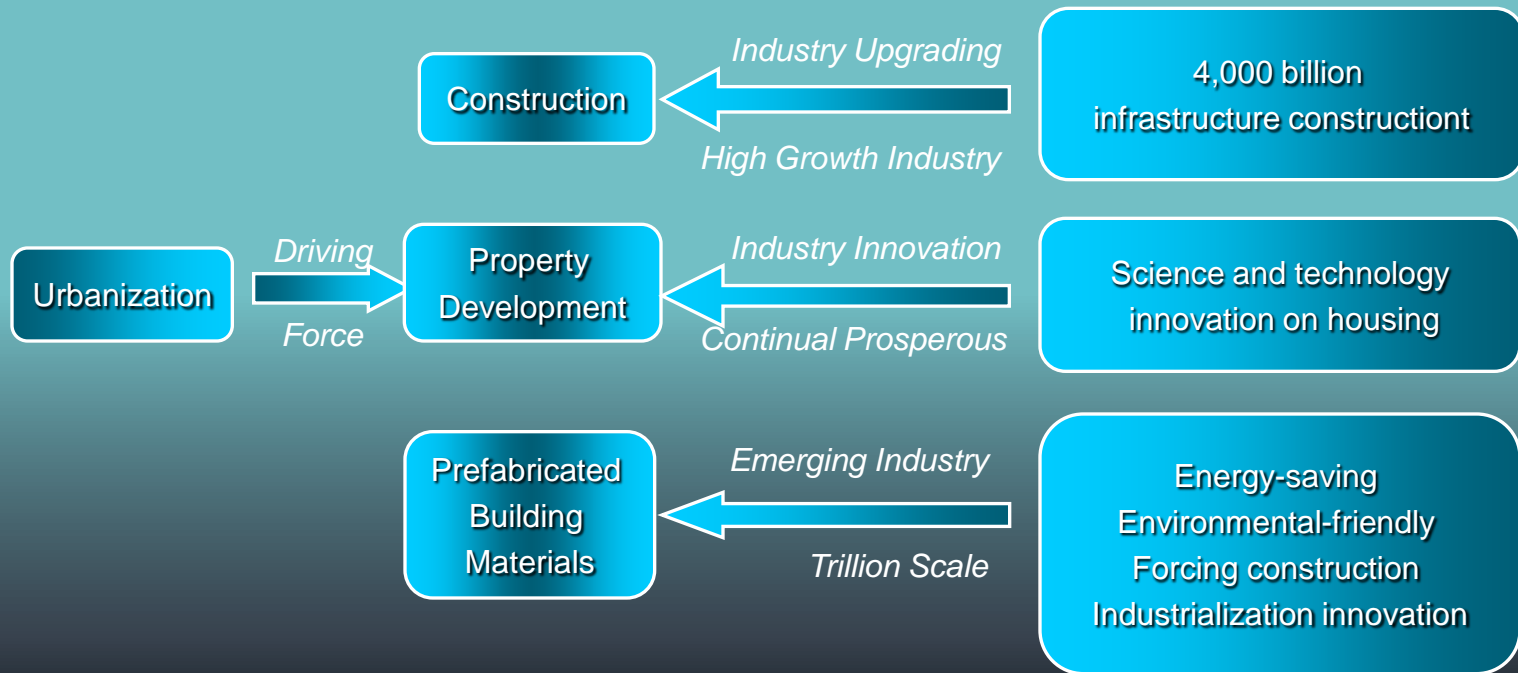 Industry Upgrading
Construction
4,000 billion
infrastructure constructiont
High Growth Industry
Urbanization
Driving
Force
Property
Development
Industry Innovation
Continual Prosperous
Science and technology
innovation on housing
Prefabricated
Building
Materials
Emerging Industry
Trillion Scale
Energy-saving
Environmental-friendly
Forcing construction
Industrialization innovation